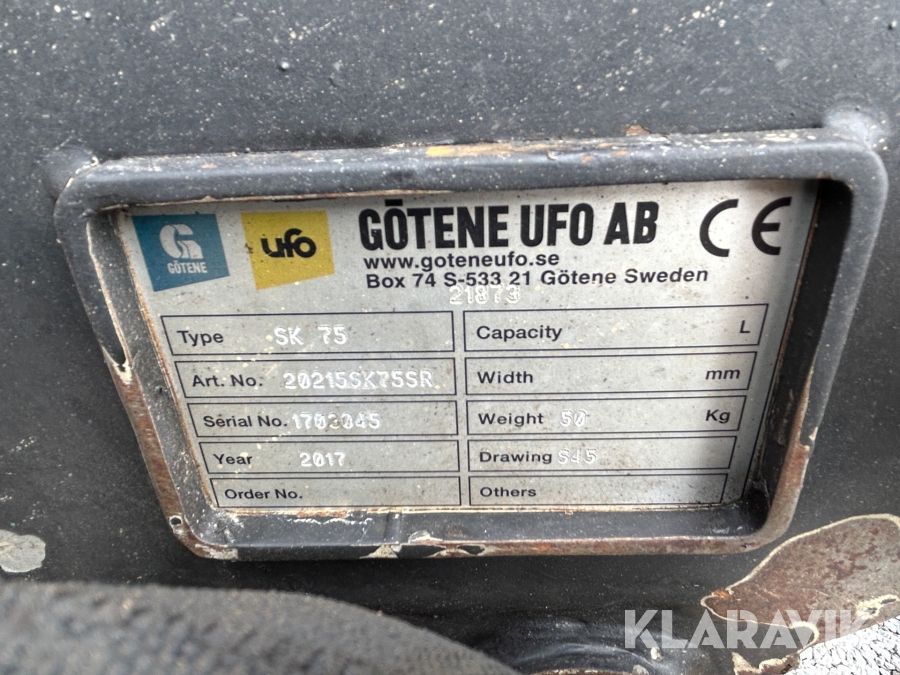 G
GÖTENE
ufo
GÖTENE UFO AB
CE
www.goteneufo.se
Box 74 S-533 21 Götene Sweden
21873
Type SK 75
Capacity L
Art. No. 20215SK75SR
Width mm
Serial No. 1703045
Weight 50 Kg
Year 2017
Drawing S45
Order No.
Others
KLARAVIK